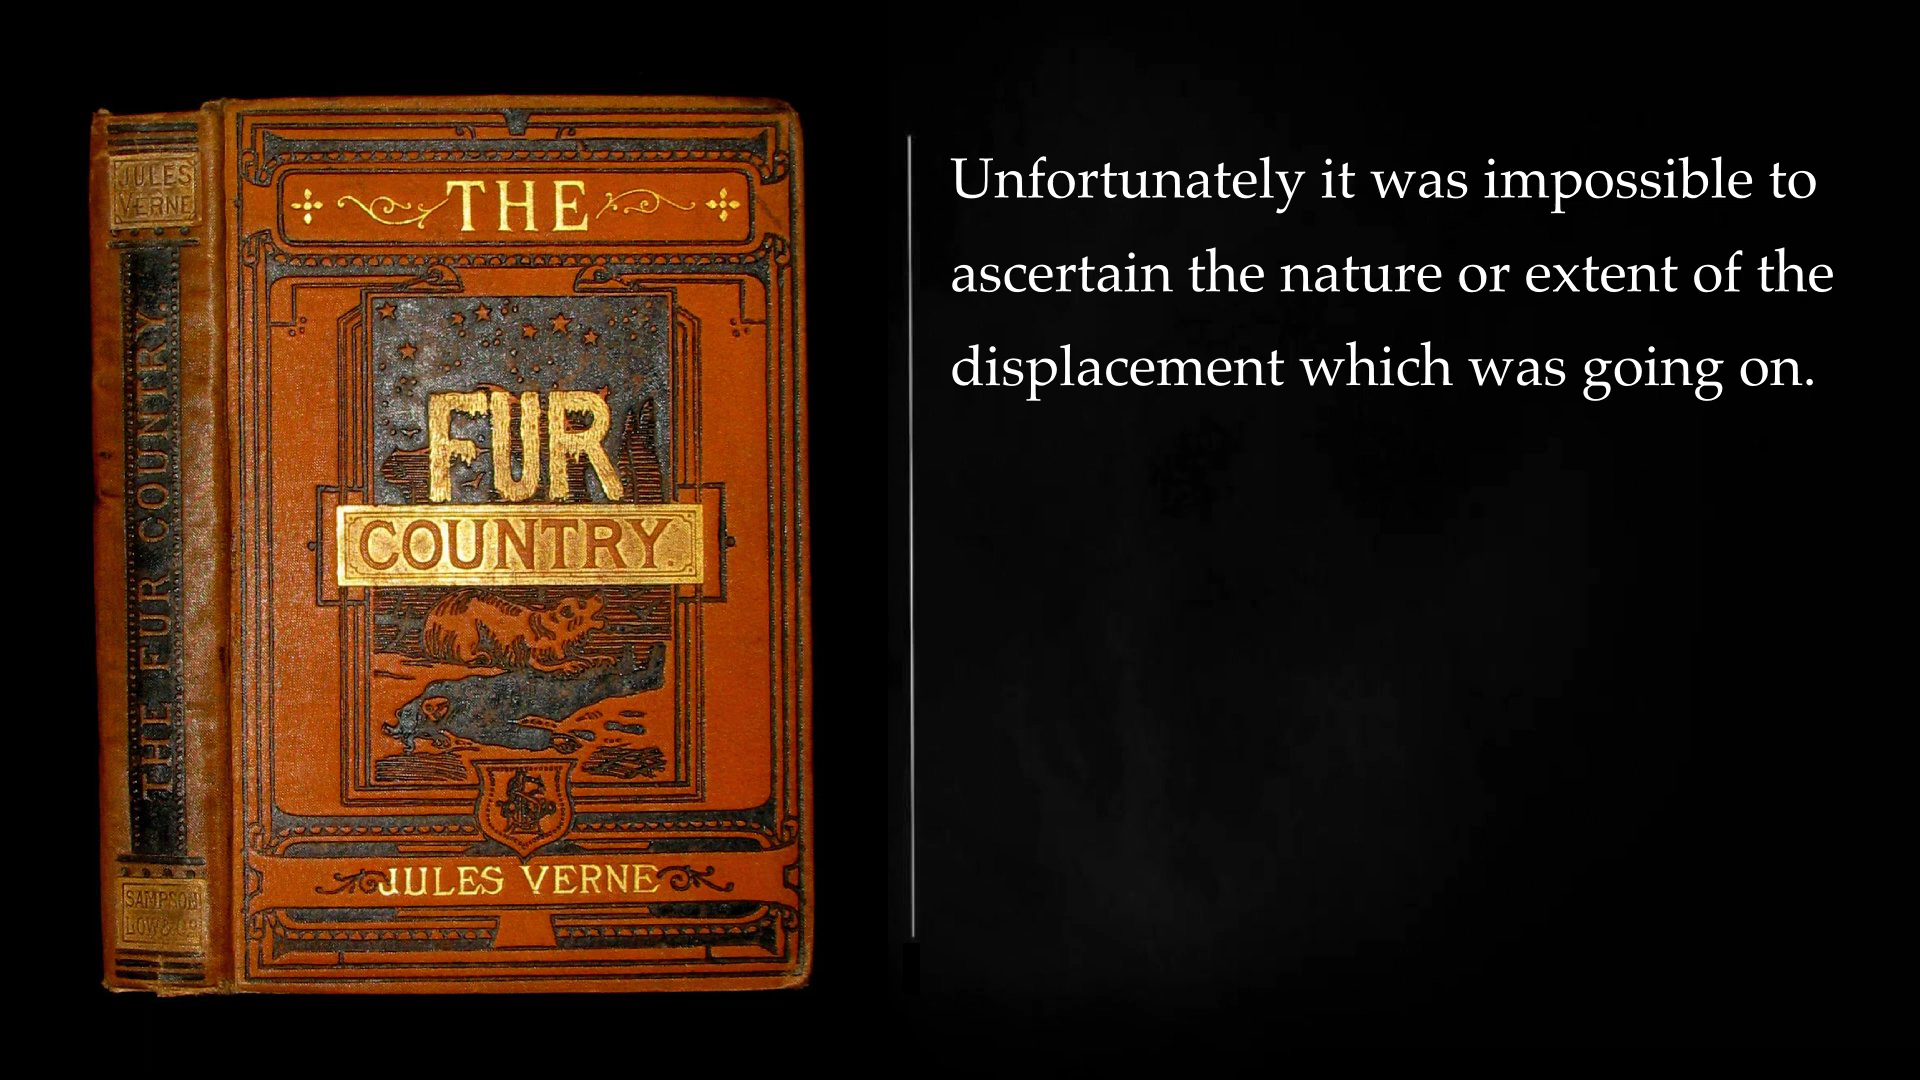 JULES
VERNE
THE FUR COUNTRY.
SAMPSON
LOW & Co
THE
FUR
COUNTRY.
JULES VERNE
Unfortunately it was impossible to
ascertain the nature or extent of the
displacement which was going on.